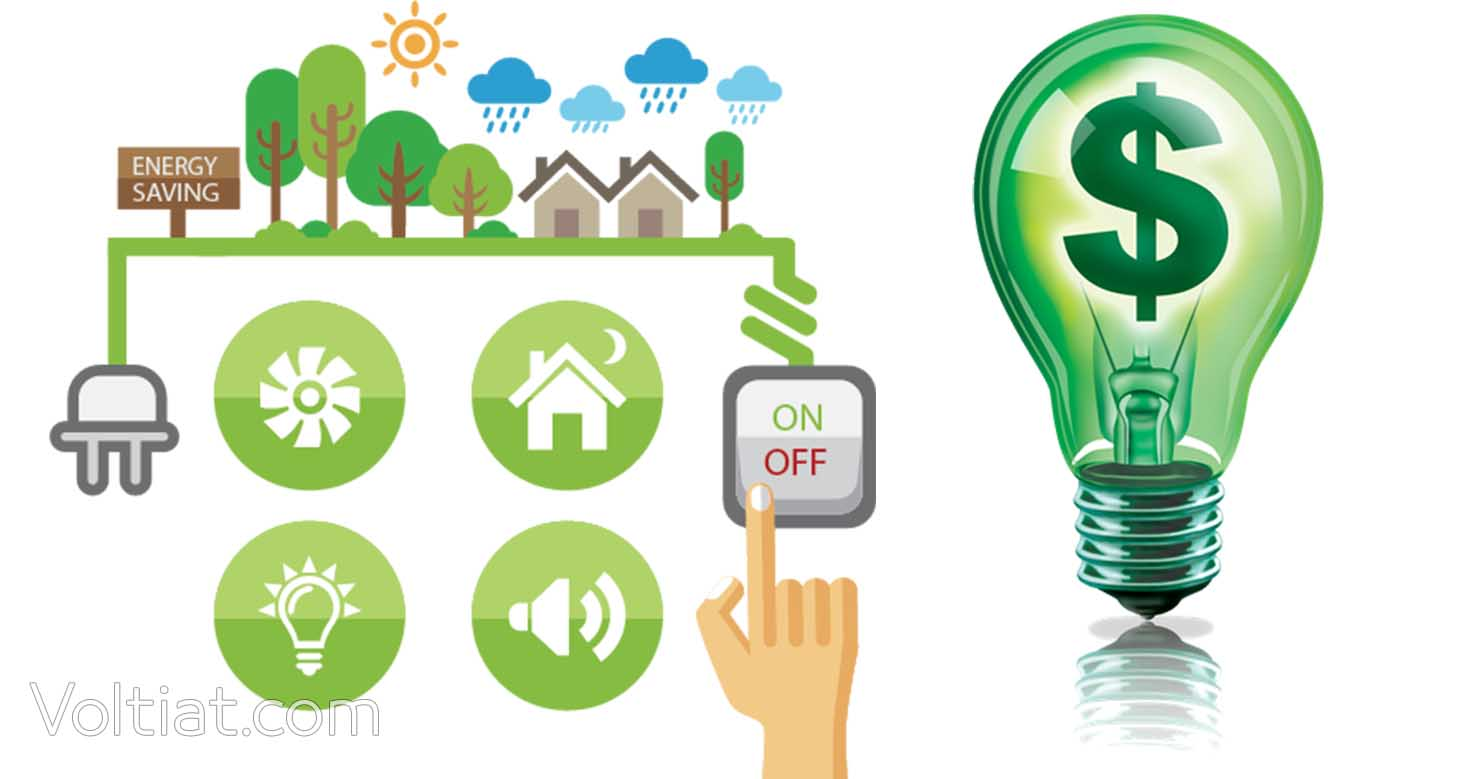 ENERGY
SAVING
$
ON
OFF
Voltiat.com